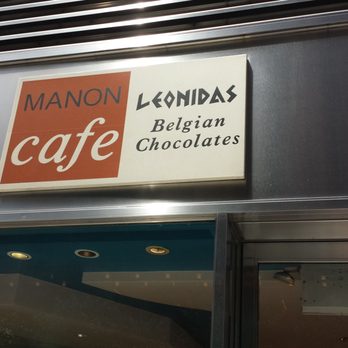 MANON
cafe
LEONIDAS
Belgian
Chocolates